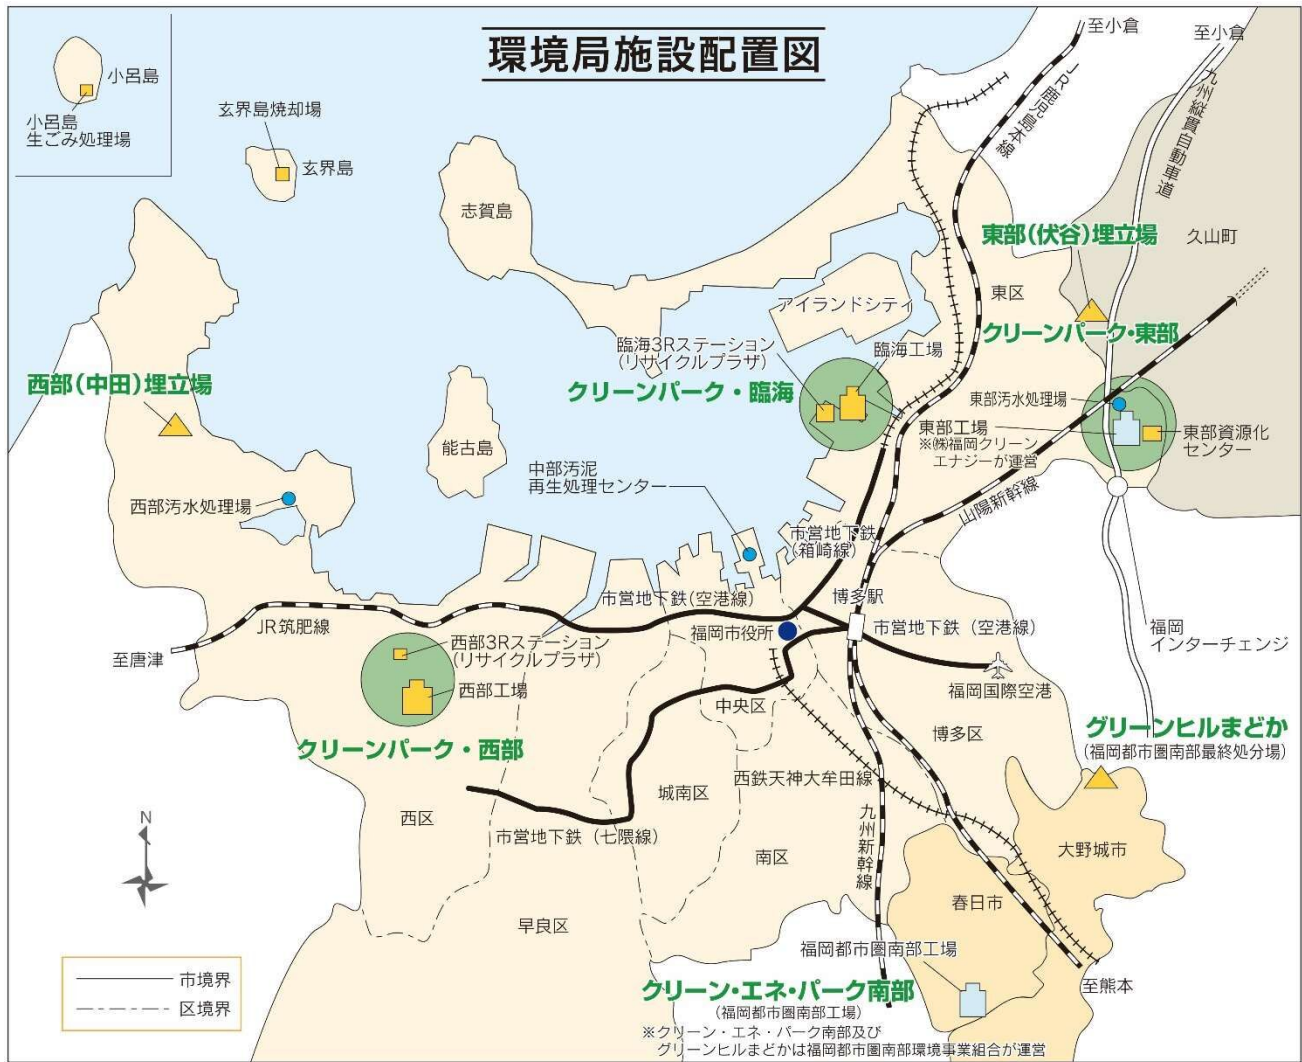 環境局施設配置図
至小倉
至小倉
小呂島
小呂島
生ごみ処理場
玄界島焼却場
玄界島
志賀島
JR鹿児島本線
九州縦貫自動車道
久山町
東部(伏谷)埋立場
東区
アイランドシティ
クリーンパーク・東部
臨海3Rステーション
(リサイクルプラザ)
臨海工場
クリーンパーク・臨海
西部(中田)埋立場
東部汚水処理場
東部工場
※㈱福岡クリーン
エナジーが運営
東部資源化
センター
能古島
中部汚泥
再生処理センター
西部汚水処理場
山陽新幹線
市営地下鉄
(箱崎線)
市営地下鉄(空港線)
博多駅
JR筑肥線
福岡市役所
市営地下鉄(空港線)
福岡
インターチェンジ
至唐津
西部3Rステーション
(リサイクルプラザ)
西部工場
福岡国際空港
中央区
博多区
クリーンパーク・西部
グリーンヒルまどか
(福岡都市圏南部最終処分場)
西鉄天神大牟田線
城南区
西区
市営地下鉄(七隈線)
九州新幹線
南区
大野城市
春日市
N
早良区
福岡都市圏南部工場
市境界
区境界
クリーン・エネ・パーク南部
至熊本
(福岡都市圏南部工場)
※クリーン・エネ・パーク南部及び
グリーンヒルまどかは福岡都市圏南部環境事業組合が運営